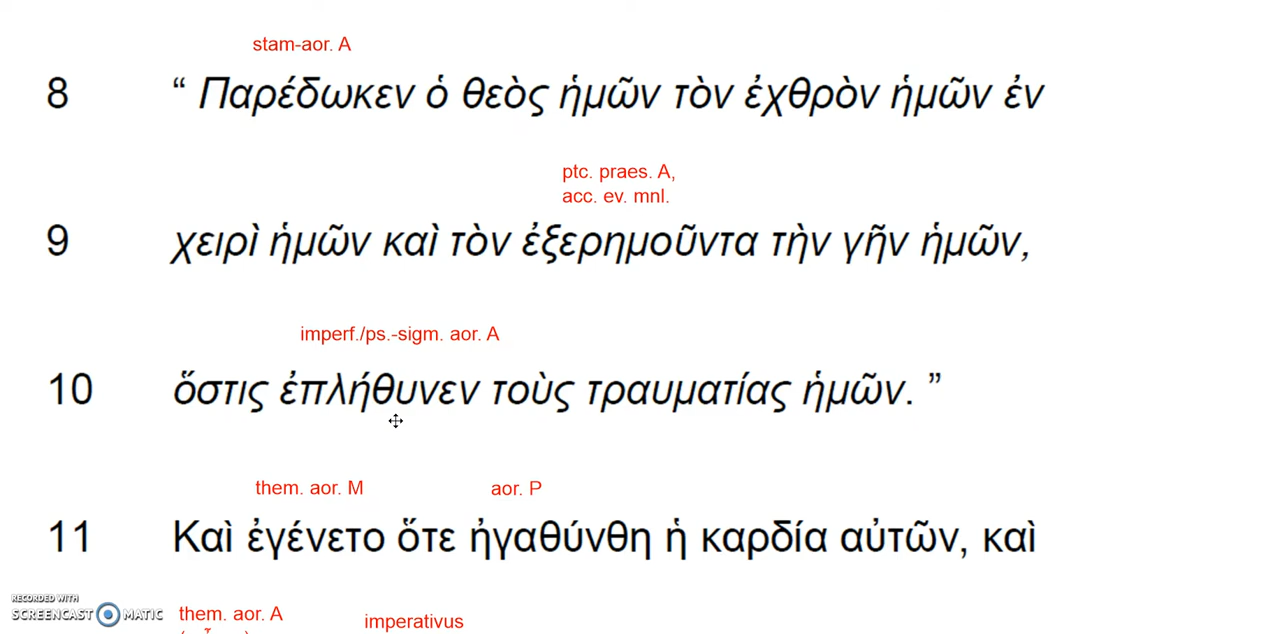 stam-aor. A
8 “ Παρέδωκεν ὁ θεὸς ἡμῶν τὸν ἐχθρὸν ἡμῶν ἐν
ptc. praes. A,
acc. ev. mnl.
9 χειρὶ ἡμῶν καὶ τὸν ἐξερημοῦντα τὴν γῆν ἡμῶν,
imperf./ps.-sigm. aor. A
10 ὅστις ἐπλήθυνεν τοὺς τραυματίας ἡμῶν. ”
them. aor. M aor. P
11 Καὶ ἐγένετο ὅτε ἠγαθύνθη ἡ καρδία αὐτῶν, καὶ
RECORDED WITH
SCREENCAST MATIC
them. aor. A imperativus